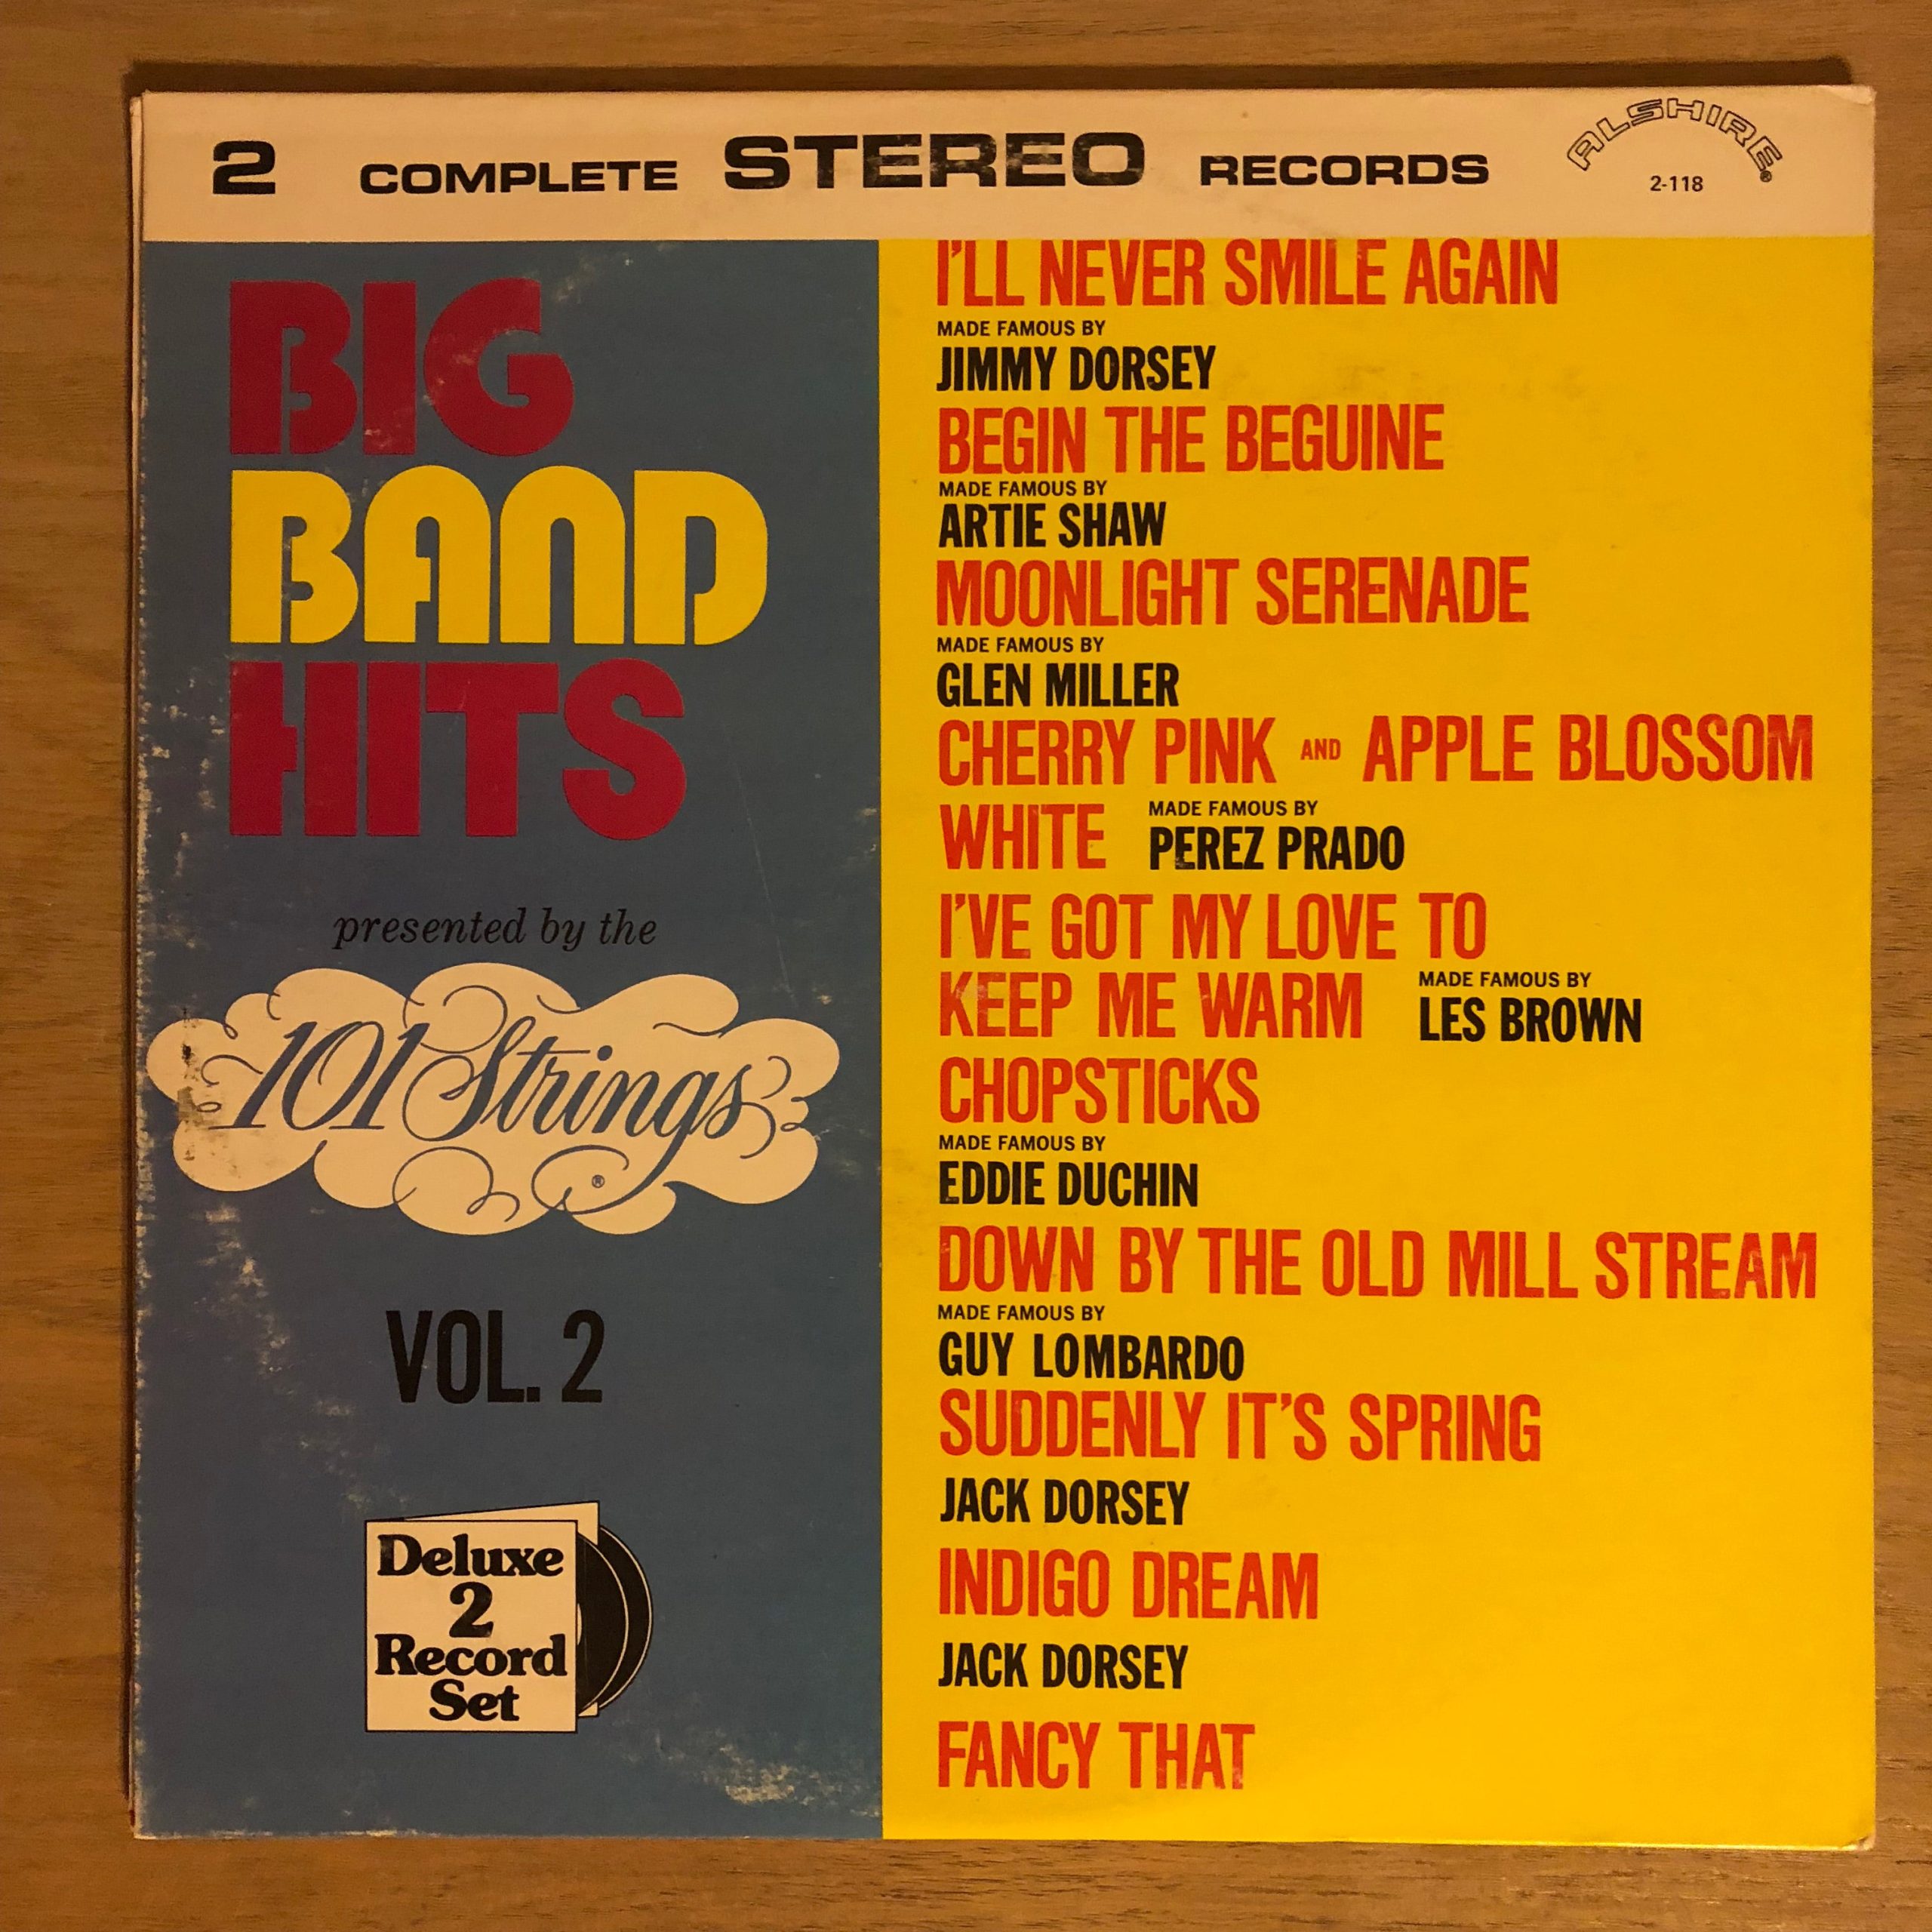 2 COMPLETE STEREO RECORDS
ALSHIRE®
2-118
BIG
BAND
HITS
presented by the
101 Strings
®
VOL. 2
Deluxe
2
Record
Set
I'LL NEVER SMILE AGAIN
MADE FAMOUS BY
JIMMY DORSEY
BEGIN THE BEGUINE
MADE FAMOUS BY
ARTIE SHAW
MOONLIGHT SERENADE
MADE FAMOUS BY
GLEN MILLER
CHERRY PINK AND APPLE BLOSSOM
WHITE MADE FAMOUS BY
PEREZ PRADO
I'VE GOT MY LOVE TO
KEEP ME WARM MADE FAMOUS BY
LES BROWN
CHOPSTICKS
MADE FAMOUS BY
EDDIE DUCHIN
DOWN BY THE OLD MILL STREAM
MADE FAMOUS BY
GUY LOMBARDO
SUDDENLY IT'S SPRING
JACK DORSEY
INDIGO DREAM
JACK DORSEY
FANCY THAT